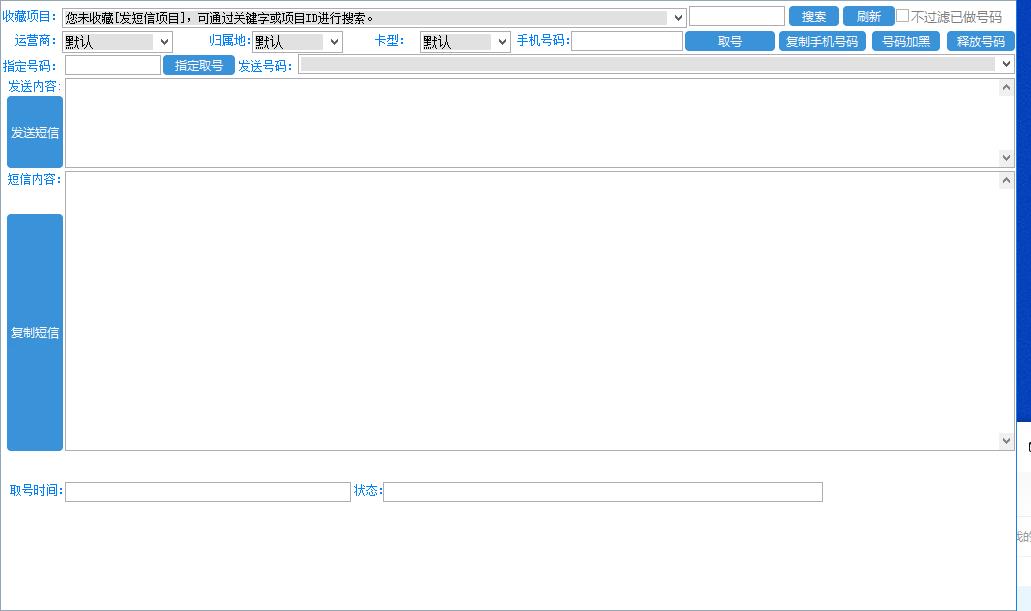 收藏项目: 您未收藏[发短信项目], 可通过关键字或项目ID进行搜索。 搜索 刷新 不过滤已做号码
运营商: 默认 归属地: 默认 卡型: 默认 手机号码: 取号 复制手机号码 号码加黑 释放号码
指定号码: 指定取号 发送号码:
发送内容:
发送短信
短信内容:
复制短信
取号时间: 状态: